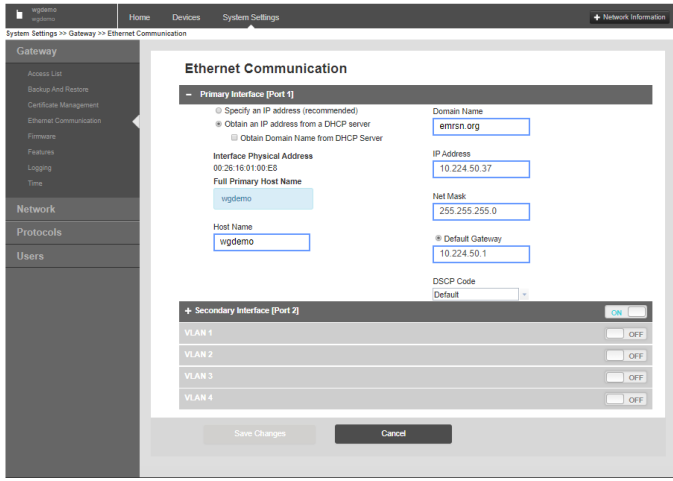 wgdemo
wgdemo
Home Devices System Settings
+ Network Information
System Settings >> Gateway >> Ethernet Communication
Gateway
Access List
Backup And Restore
Certificate Management
Ethernet Communication
Firmware
Features
Logging
Time
Network
Protocols
Users
Ethernet Communication
− Primary Interface [Port 1]
Specify an IP address (recommended)
Obtain an IP address from a DHCP server
Obtain Domain Name from DHCP Server
Interface Physical Address
00:26:16:01:00:E8
Full Primary Host Name
wgdemo
Host Name
wgdemo
Domain Name
emrsn.org
IP Address
10.224.50.37
Net Mask
255.255.255.0
Default Gateway
10.224.50.1
DSCP Code
Default
+ Secondary Interface [Port 2] ON
VLAN 1 OFF
VLAN 2 OFF
VLAN 3 OFF
VLAN 4 OFF
Save Changes Cancel